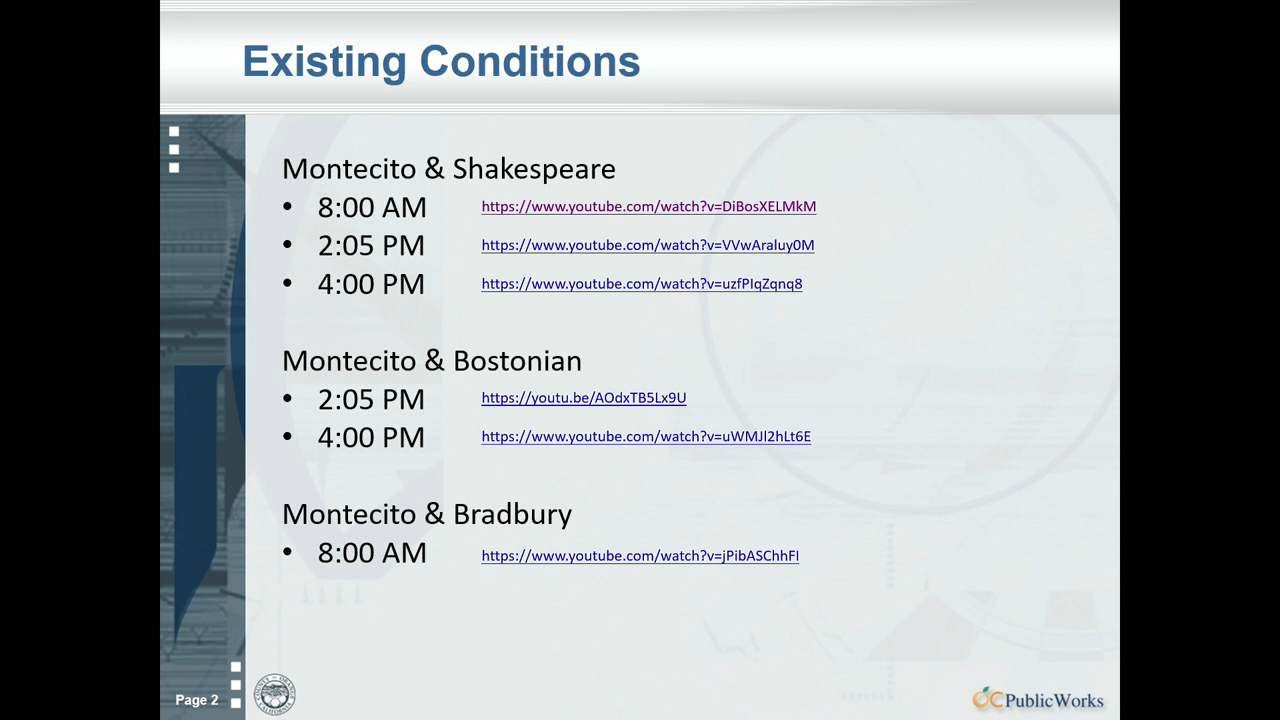 Existing Conditions
Montecito & Shakespeare
• 8:00 AM https://www.youtube.com/watch?v=DiBosXELMkM
• 2:05 PM https://www.youtube.com/watch?v=VVwAraIuy0M
• 4:00 PM https://www.youtube.com/watch?v=uzfPIqZqnq8
Montecito & Bostonian
• 2:05 PM https://youtu.be/AOdxTB5Lx9U
• 4:00 PM https://www.youtube.com/watch?v=uWMJl2hLt6E
Montecito & Bradbury
• 8:00 AM https://www.youtube.com/watch?v=jPibASChhFI
Page 2
OCPublicWorks